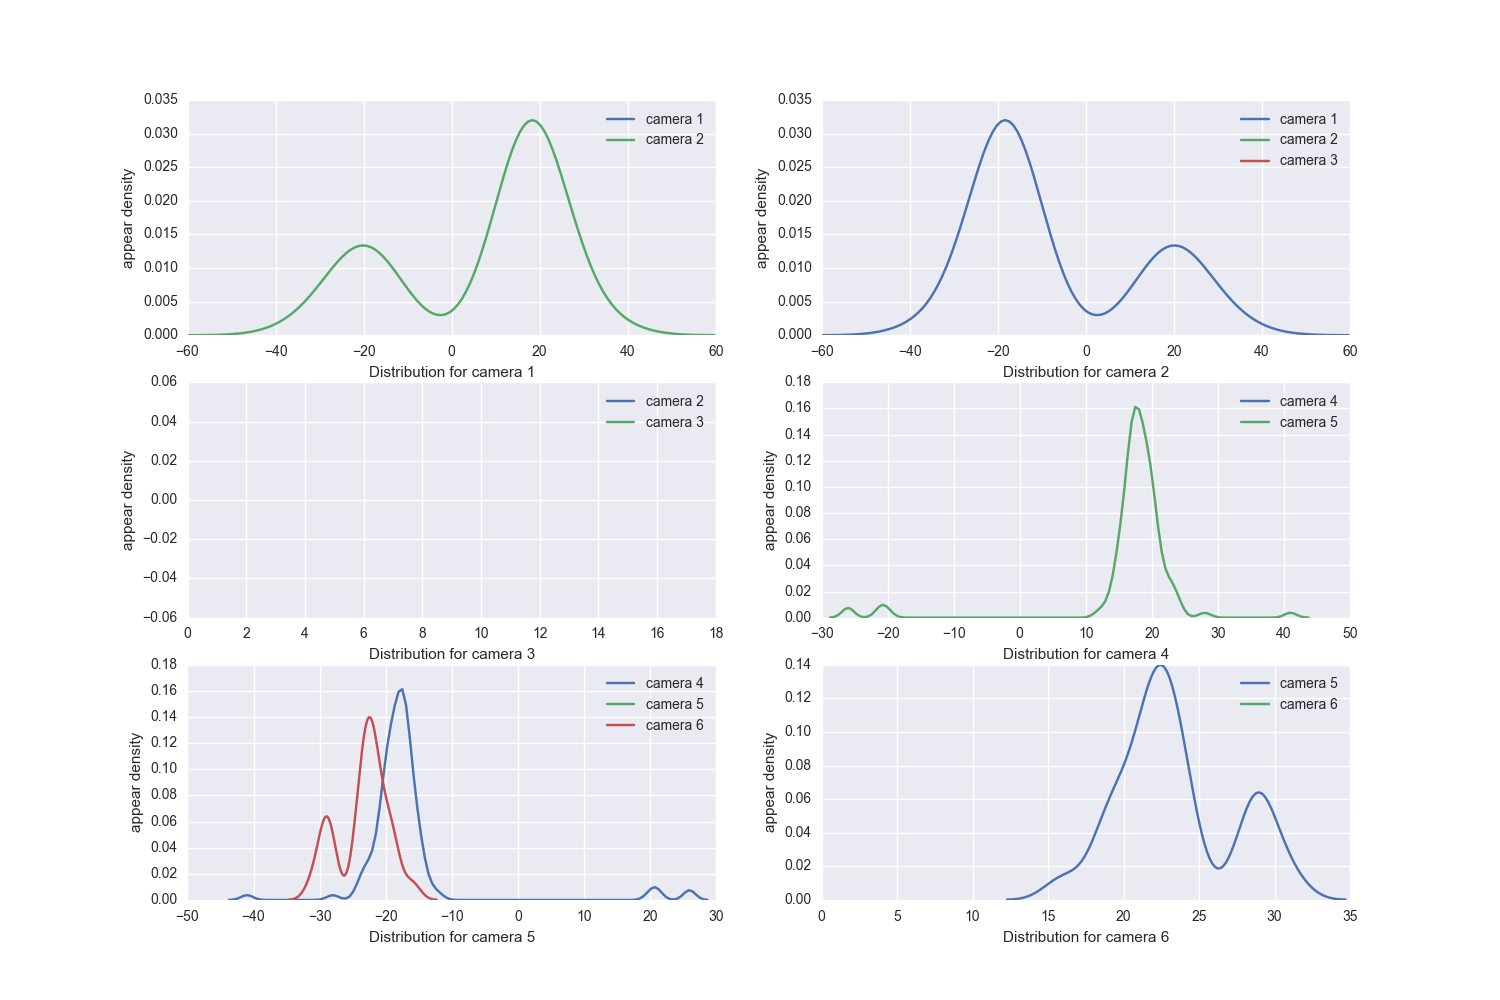 0.035
0.030
0.025
0.020
0.015
0.010
0.005
0.000
appear density
−60 −40 −20 0 20 40 60
Distribution for camera 1
camera 1
camera 2
0.035
0.030
0.025
0.020
0.015
0.010
0.005
0.000
appear density
−60 −40 −20 0 20 40 60
Distribution for camera 2
camera 1
camera 2
camera 3
0.06
0.04
0.02
0.00
−0.02
−0.04
−0.06
appear density
0 2 4 6 8 10 12 14 16 18
Distribution for camera 3
camera 2
camera 3
0.18
0.16
0.14
0.12
0.10
0.08
0.06
0.04
0.02
0.00
appear density
−30 −20 −10 0 10 20 30 40 50
Distribution for camera 4
camera 4
camera 5
0.18
0.16
0.14
0.12
0.10
0.08
0.06
0.04
0.02
0.00
appear density
−50 −40 −30 −20 −10 0 10 20 30
Distribution for camera 5
camera 4
camera 5
camera 6
0.14
0.12
0.10
0.08
0.06
0.04
0.02
0.00
appear density
0 5 10 15 20 25 30 35
Distribution for camera 6
camera 5
camera 6